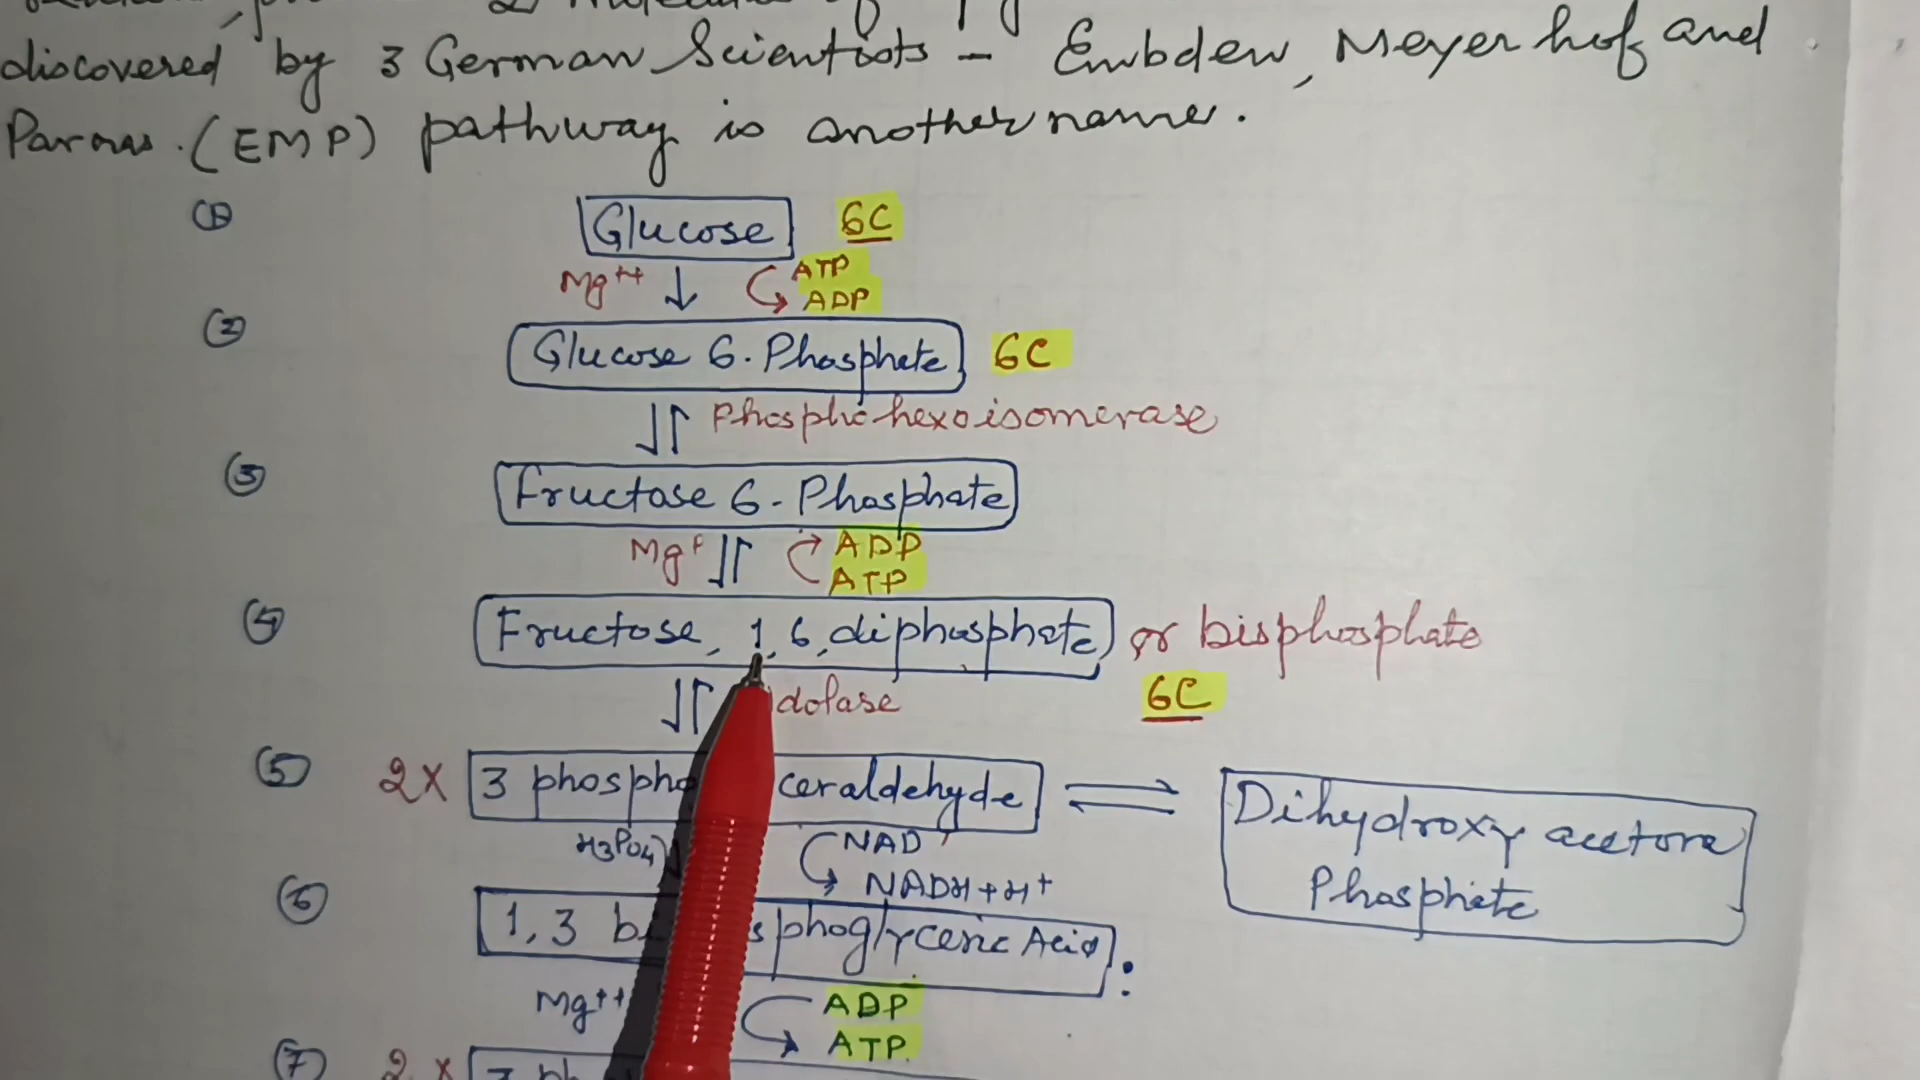 discovered by 3 German Scientists - Embden, Meyerhof and
Parnas. (EMP) pathway is another name.
(1) Glucose 6C
Mg++ ATP
ADP
(2) Glucose 6. Phosphate 6C
Phosphohexoisomerase
(3) Fructose 6 - Phosphate
Mg+ ADP
ATP
(4) Fructose, 1, 6, diphosphate or bisphosphate
dolase 6C
(5) 2X 3 phospho ceraldehyde Dihydroxy acetone
Phosphate
H3PO4 NAD
NADH+H+
(6) 1,3 b sphoglyceric Acid
Mg++ ADP
ATP
(7) 2 x